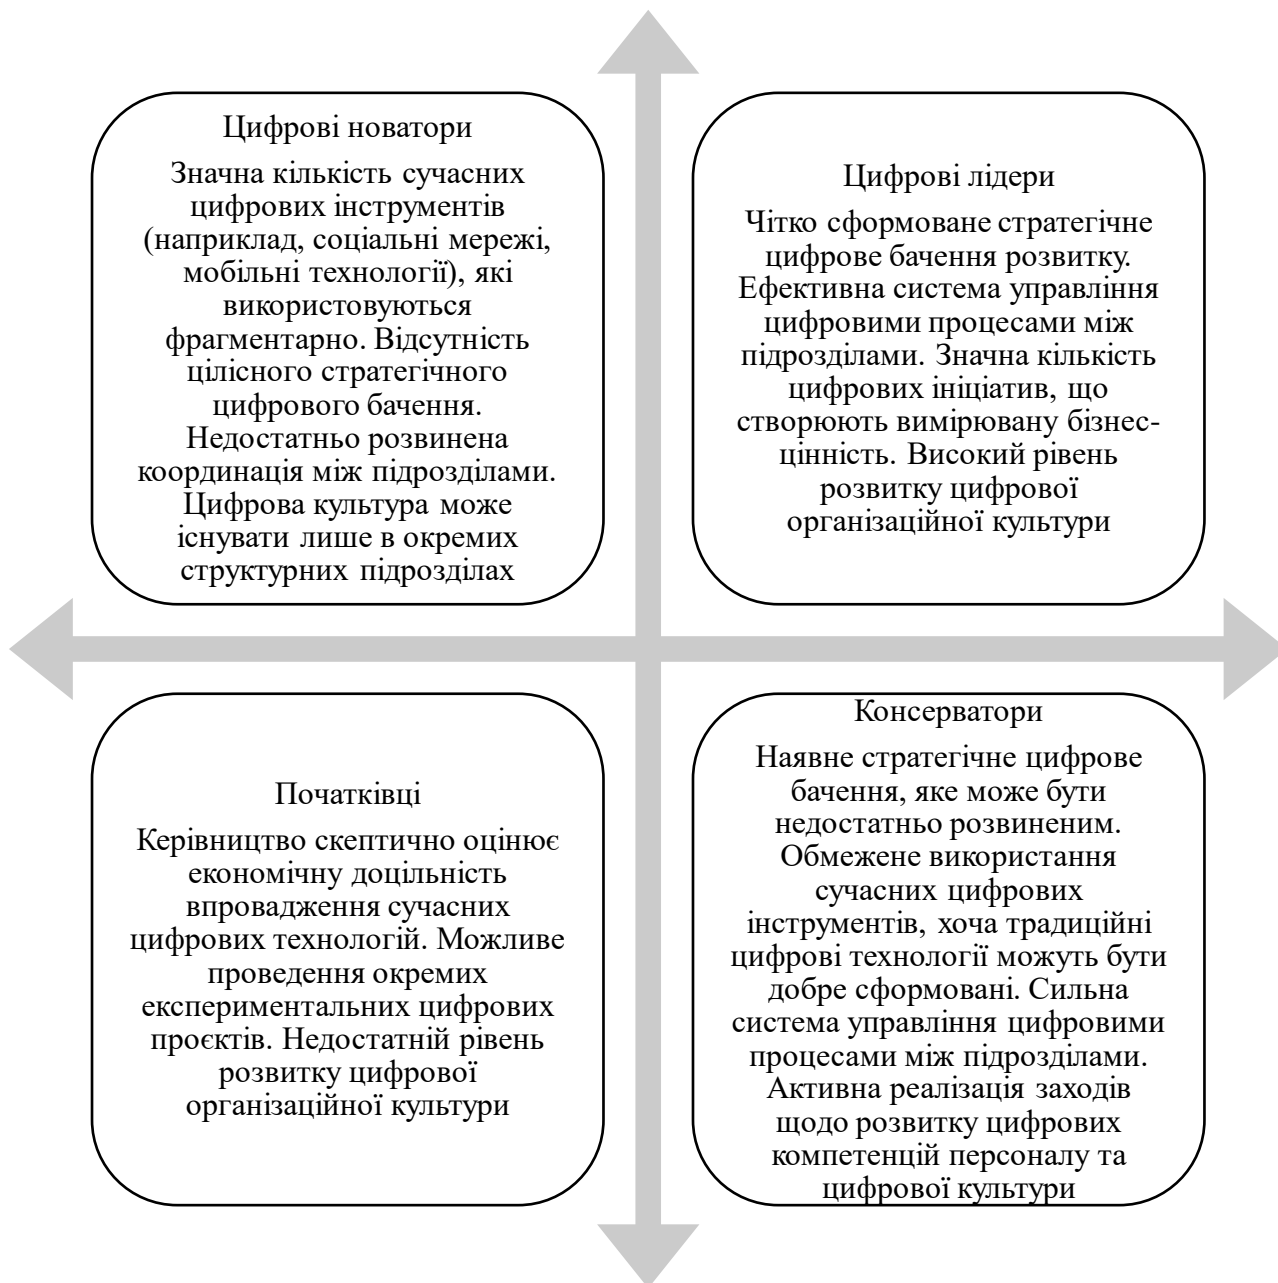 Цифрові новатори
Значна кількість сучасних
цифрових інструментів
(наприклад, соціальні мережі,
мобільні технології), які
використовуються
фрагментарно. Відсутність
цілісного стратегічного
цифрового бачення.
Недостатньо розвинена
координація між підрозділами.
Цифрова культура може
існувати лише в окремих
структурних підрозділах
Цифрові лідери
Чітко сформоване стратегічне
цифрове бачення розвитку.
Ефективна система управління
цифровими процесами між
підрозділами. Значна кількість
цифрових ініціатив, що
створюють вимірювану бізнес-
цінність. Високий рівень
розвитку цифрової
організаційної культури
Початківці
Керівництво скептично оцінює
економічну доцільність
впровадження сучасних
цифрових технологій. Можливе
проведення окремих
експериментальних цифрових
проєктів. Недостатній рівень
розвитку цифрової
організаційної культури
Консерватори
Наявне стратегічне цифрове
бачення, яке може бути
недостатньо розвиненим.
Обмежене використання
сучасних цифрових
інструментів, хоча традиційні
цифрові технології можуть бути
добре сформовані. Сильна
система управління цифровими
процесами між підрозділами.
Активна реалізація заходів
щодо розвитку цифрових
компетенцій персоналу та
цифрової культури